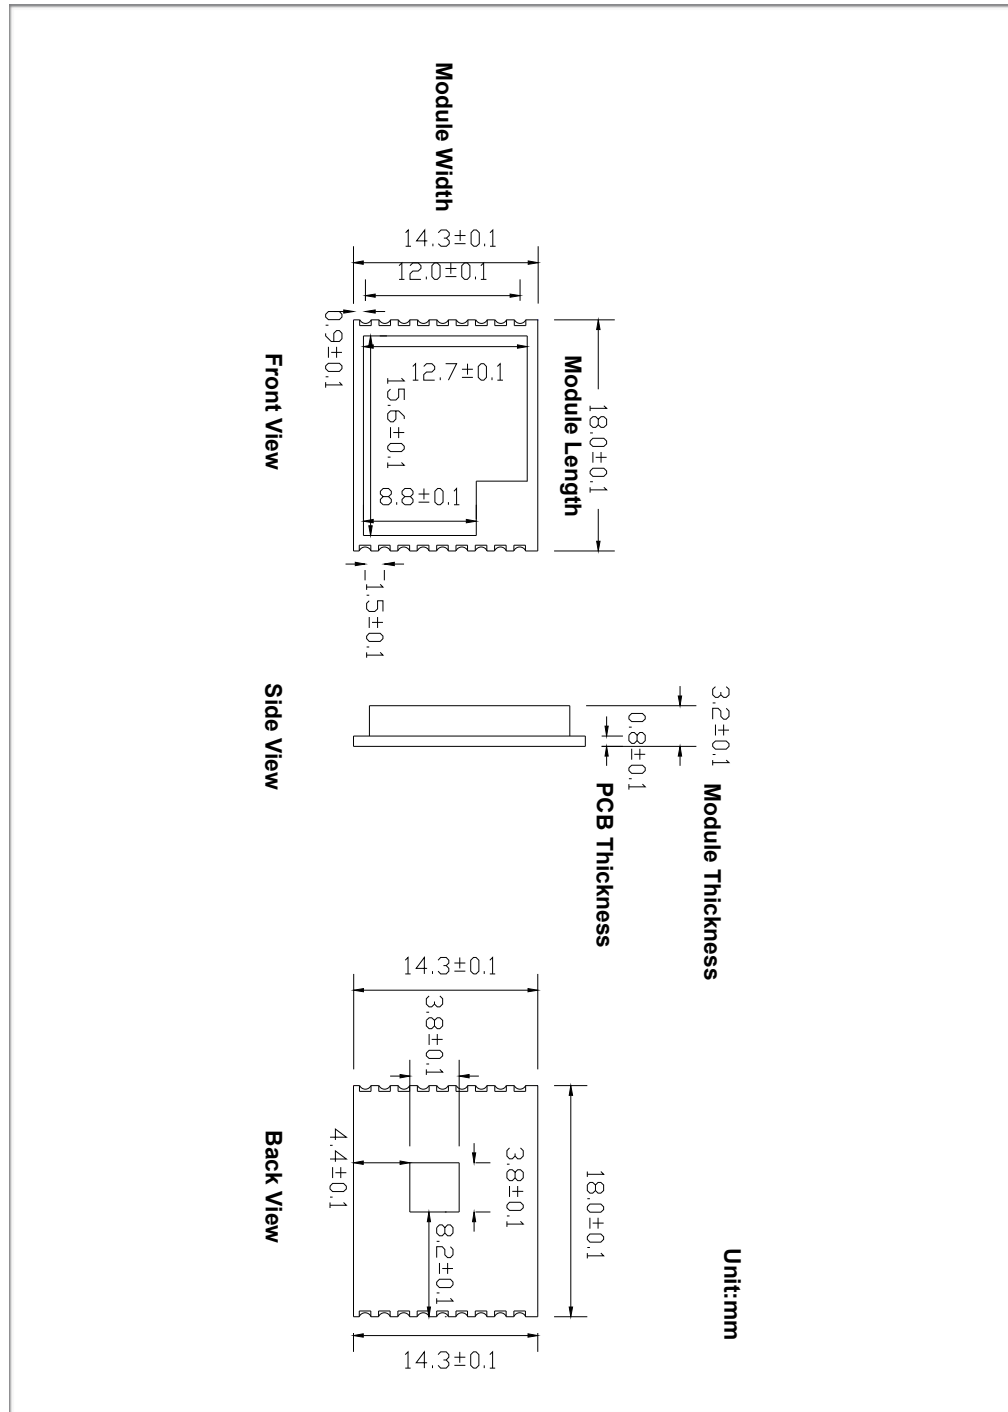 Unit:mm
Module Thickness
3.2±0.1
0.8±0.1
PCB Thickness
Module Width
14.3±0.1
12.0±0.1
0.9±0.1
12.7±0.1
15.6±0.1
8.8±0.1
Module Length
18.0±0.1
1.5±0.1
14.3±0.1
3.8±0.1
3.8±0.1
4.4±0.1
8.2±0.1
18.0±0.1
14.3±0.1
Front View
Side View
Back View